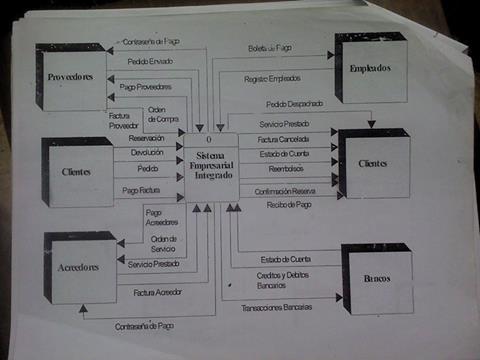 Contraseña de Pago
Pedido Enviado
Pago Proveedores
Proveedores
Factura
Proveedor
Orden
de Compra
Boleta de Pago
Registro Empleados
Empleados
Pedido Despachado
Reservación
Devolución
Pedido
Pago Factura
Clientes
0
Sistema
Empresarial
Integrado
Servicio Prestado
Factura Cancelada
Estado de Cuenta
Reembolsos
Confirmación Reserva
Recibo de Pago
Clientes
Pago
Acreedores
Orden de
Servicio
Servicio Prestado
Acreedores
Factura Acreedor
Contraseña de Pago
Estado de Cuenta
Creditos y Debitos
Bancarios
Transacciones Bancarias
Bancos